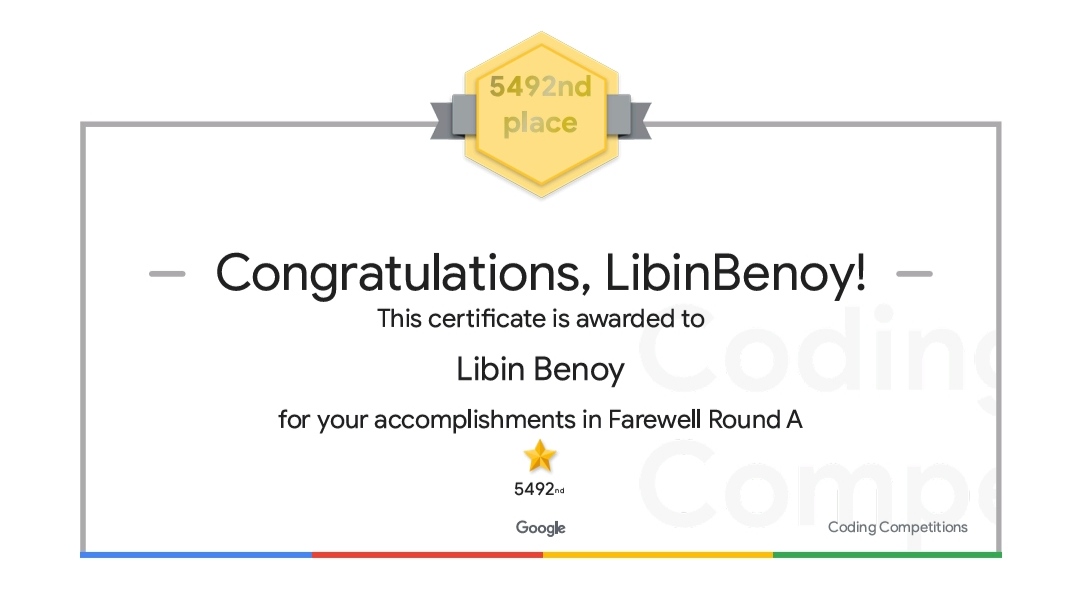 5492nd
place
Congratulations, LibinBenoy!
This certificate is awarded to
Libin Benoy
for your accomplishments in Farewell Round A
5492nd
Google
Coding Competitions
Coding
Compe